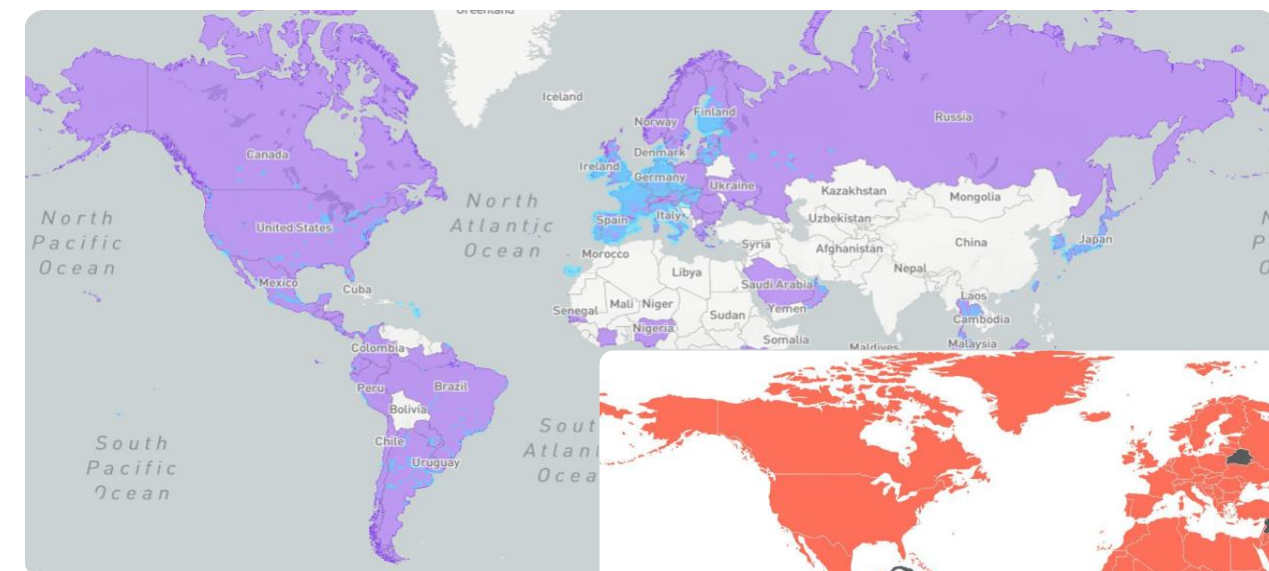 Greenland
Iceland
Finland
Norway
Russia
Canada
Denmark
Ireland
Germany
Ukraine
Kazakhstan
Mongolia
North
Pacific
Ocean
North
Atlantic
Ocean
United States
Spain
Italy
Uzbekistan
Syria
Afghanistan
China
Japan
Morocco
Nepal
Libya
Mexico
Cuba
Saudi Arabia
Laos
Senegal
Mali
Niger
Sudan
Yemen
Cambodia
Nigeria
Somalia
Colombia
Maldives
Malaysia
Peru
Brazil
Bolivia
South
Pacific
Ocean
Chile
Uruguay
Sout
Atlan
Ocea